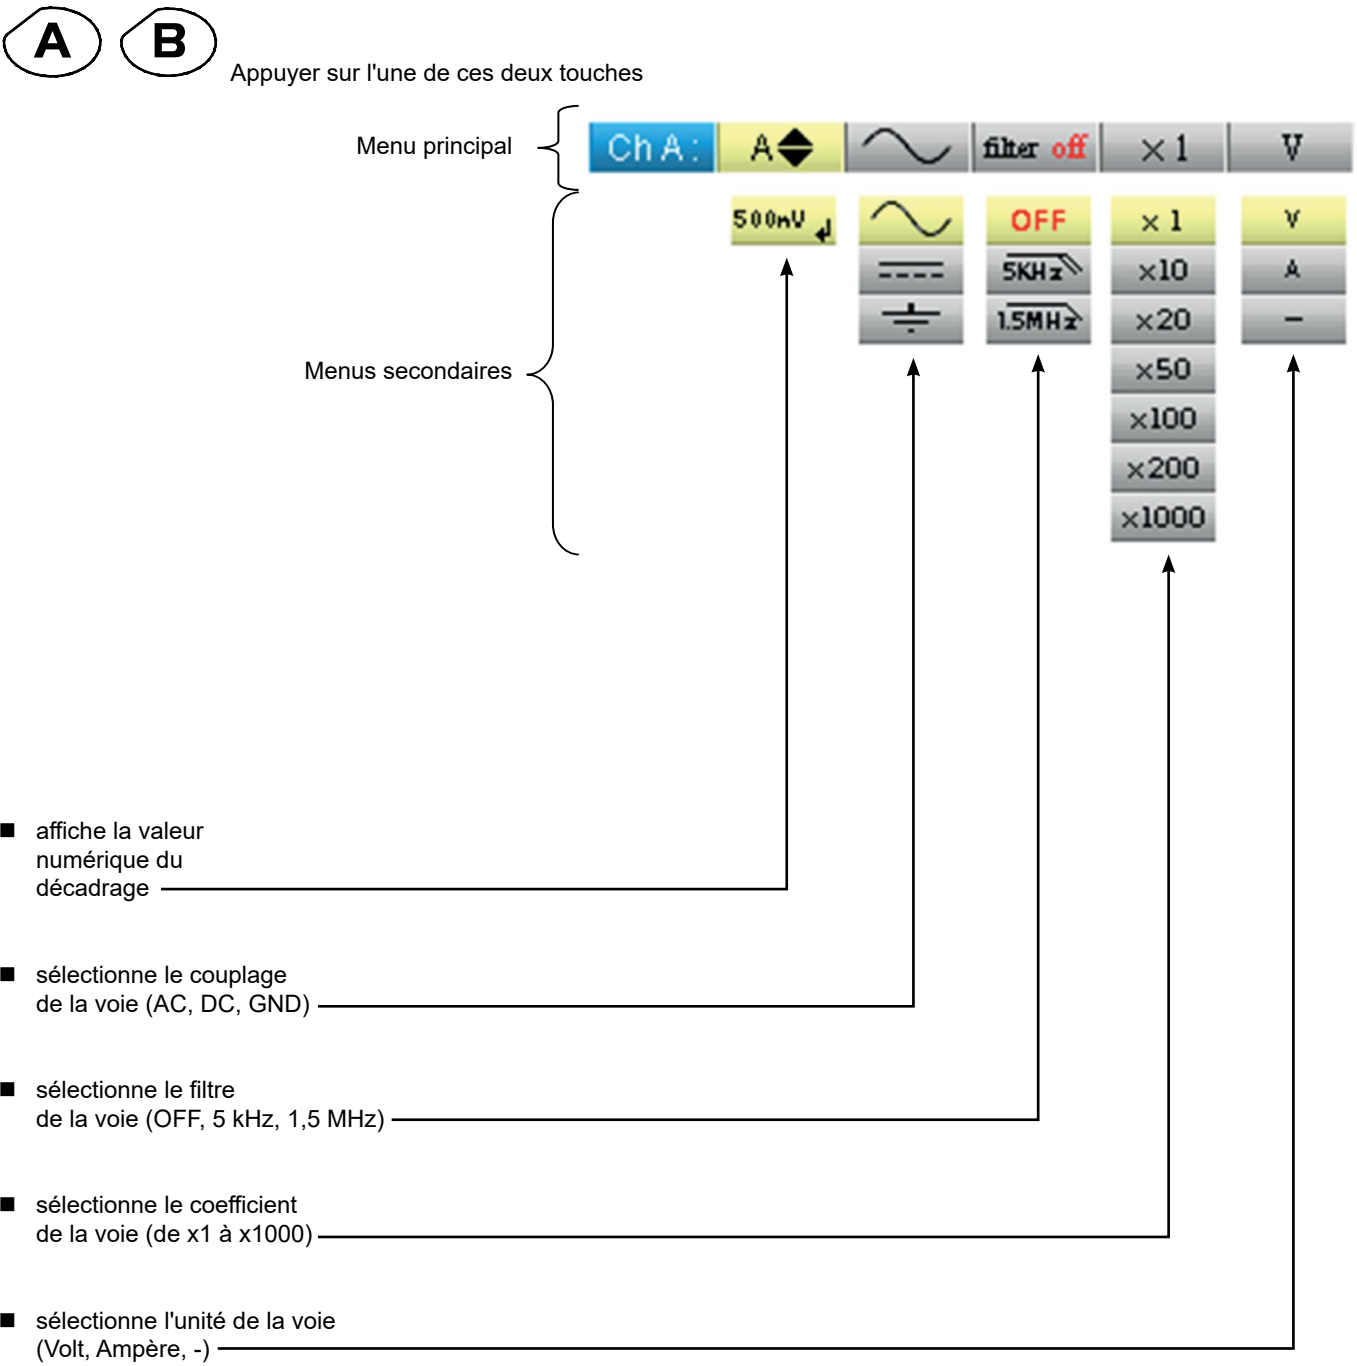 A B
Appuyer sur l'une de ces deux touches
Menu principal
Ch A : A filter off ×1 V
Menus secondaires
500mV OFF ×1 V
5KHz ×10 A
1.5MHz ×20 –
×50
×100
×200
×1000
affiche la valeur
numérique du
décadrage
sélectionne le couplage
de la voie (AC, DC, GND)
sélectionne le filtre
de la voie (OFF, 5 kHz, 1,5 MHz)
sélectionne le coefficient
de la voie (de x1 à x1000)
sélectionne l'unité de la voie
(Volt, Ampère, -)